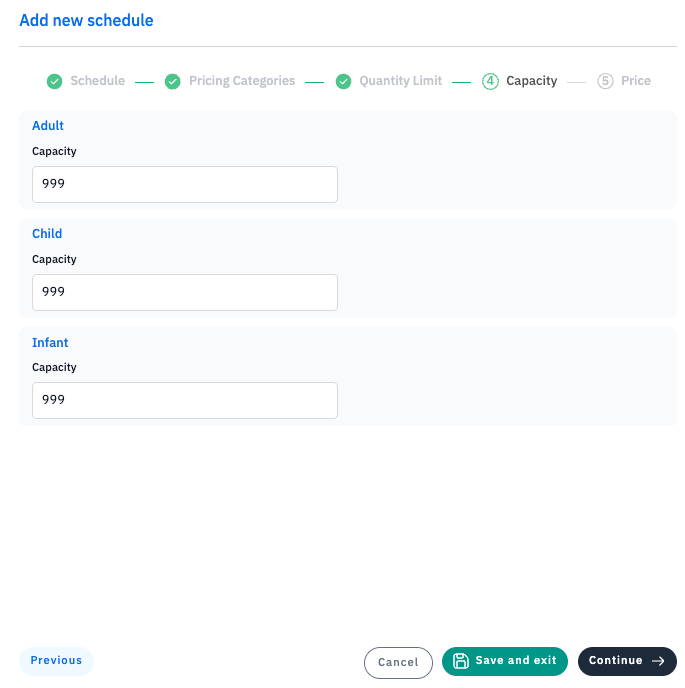 Add new schedule
Schedule Pricing Categories Quantity Limit 4 Capacity 5 Price
Adult
Capacity
999
Child
Capacity
999
Infant
Capacity
999
Previous Cancel Save and exit Continue